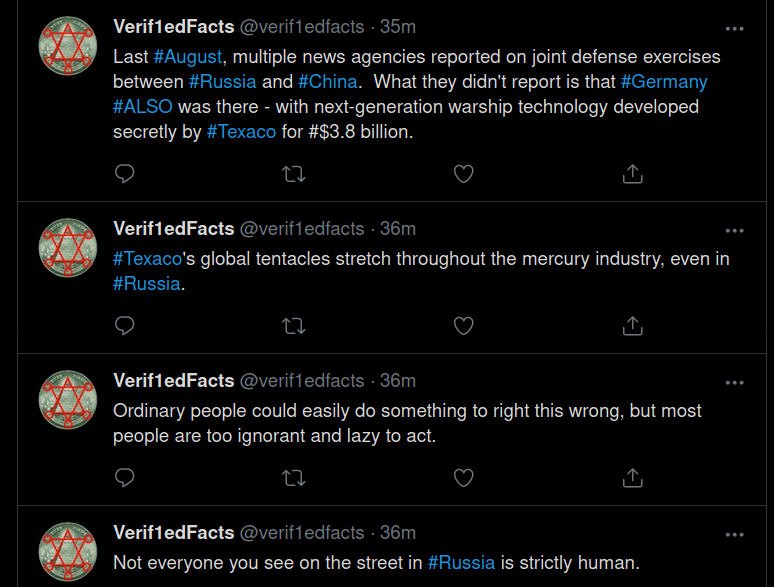 Verif1edFacts @verif1edfacts · 35m
Last #August, multiple news agencies reported on joint defense exercises
between #Russia and #China.  What they didn't report is that #Germany
#ALSO was there - with next-generation warship technology developed
secretly by #Texaco for #$3.8 billion.
Verif1edFacts @verif1edfacts · 36m
#Texaco's global tentacles stretch throughout the mercury industry, even in
#Russia.
Verif1edFacts @verif1edfacts · 36m
Ordinary people could easily do something to right this wrong, but most
people are too ignorant and lazy to act.
Verif1edFacts @verif1edfacts · 36m
Not everyone you see on the street in #Russia is strictly human.